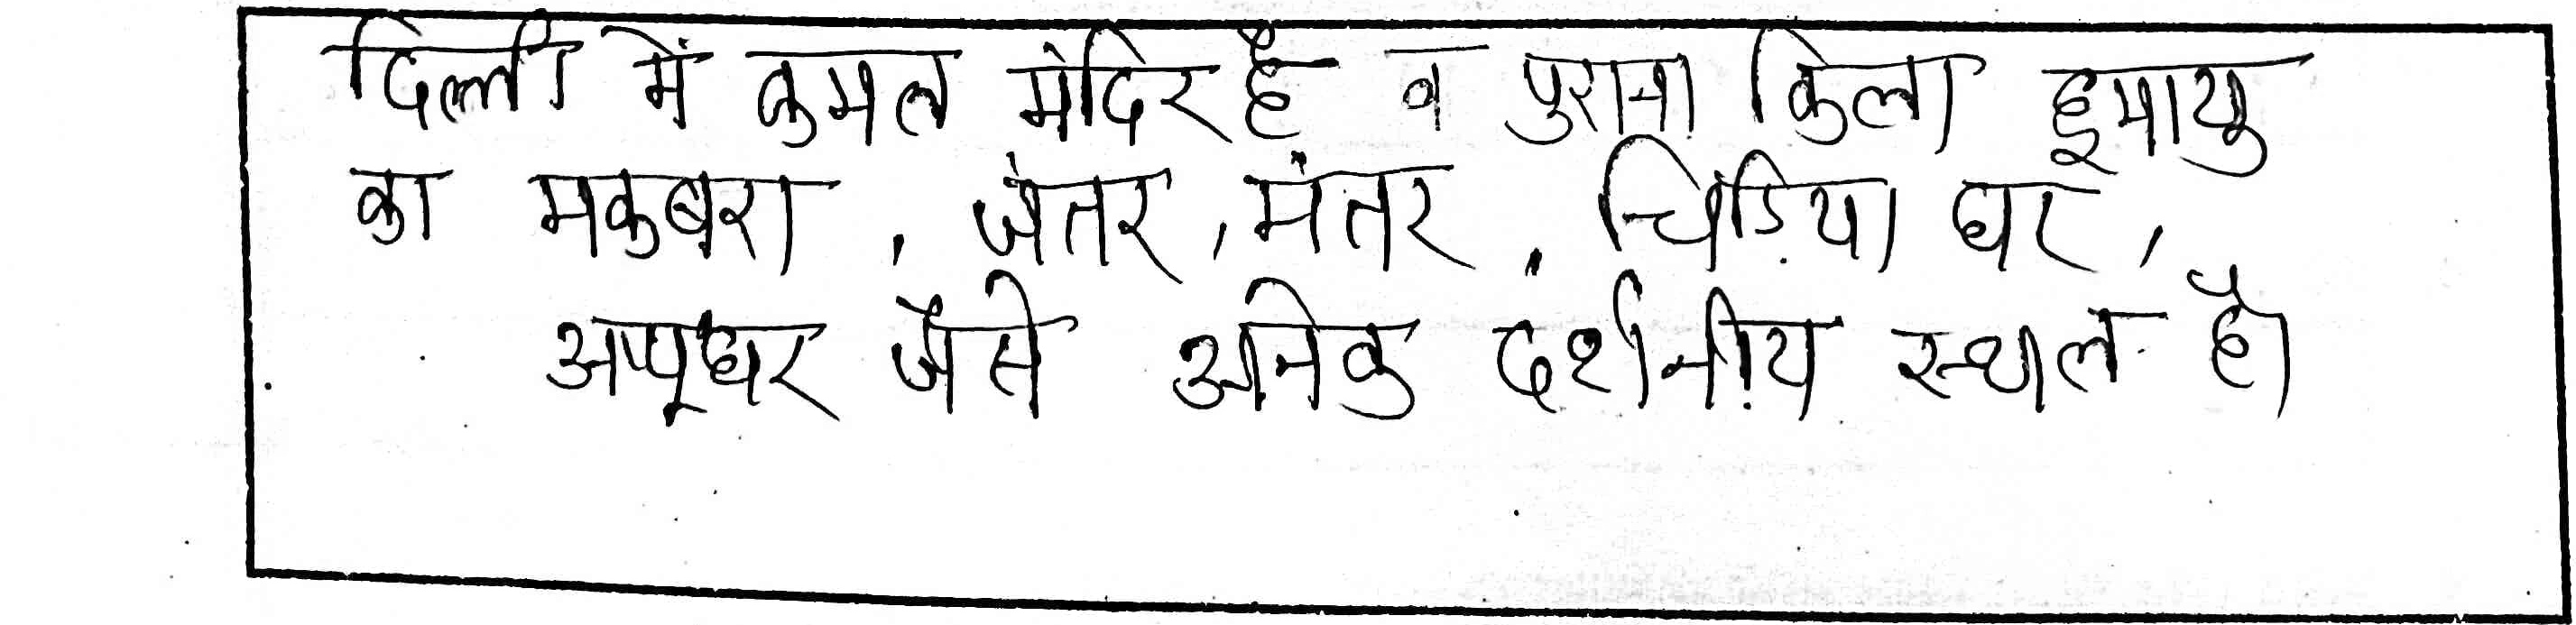 दिल्ली में कमल मंदिर है व पुराना किला हुमायु
का मकबरा, जंतर, मंतर, चिडि़या घर,
अप्पूघर जैसे अनेक दर्शनीय स्थल है।